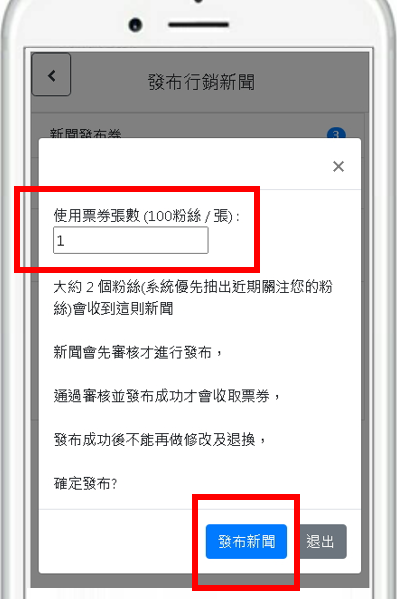 發布行銷新聞
新聞發布券
3
×
使用票券張數 (100粉絲 / 張) :
1
大約 2 個粉絲(系統優先抽出近期關注您的粉
絲)會收到這則新聞
新聞會先審核才進行發布，
通過審核並發布成功才會收取票券，
發布成功後不能再做修改及退換，
確定發布?
發布新聞
退出